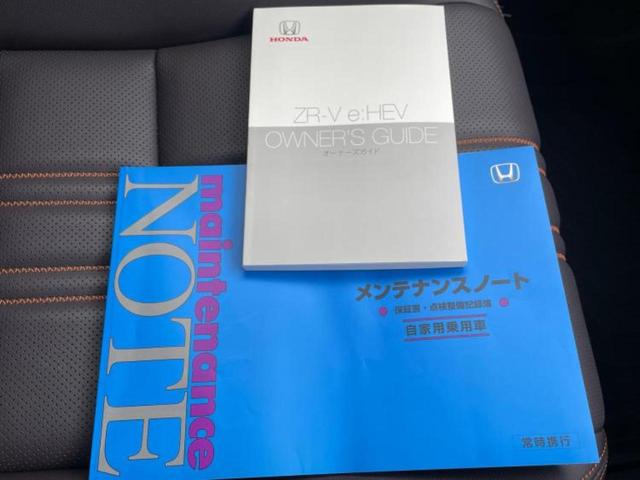 HONDA
ZR-V e:HEV
OWNER'S GUIDE
オーナーズガイド
maintenance
NOTE
メンテナンスノート
保証書・点検整備記録簿
自家用乗用車
常時携行